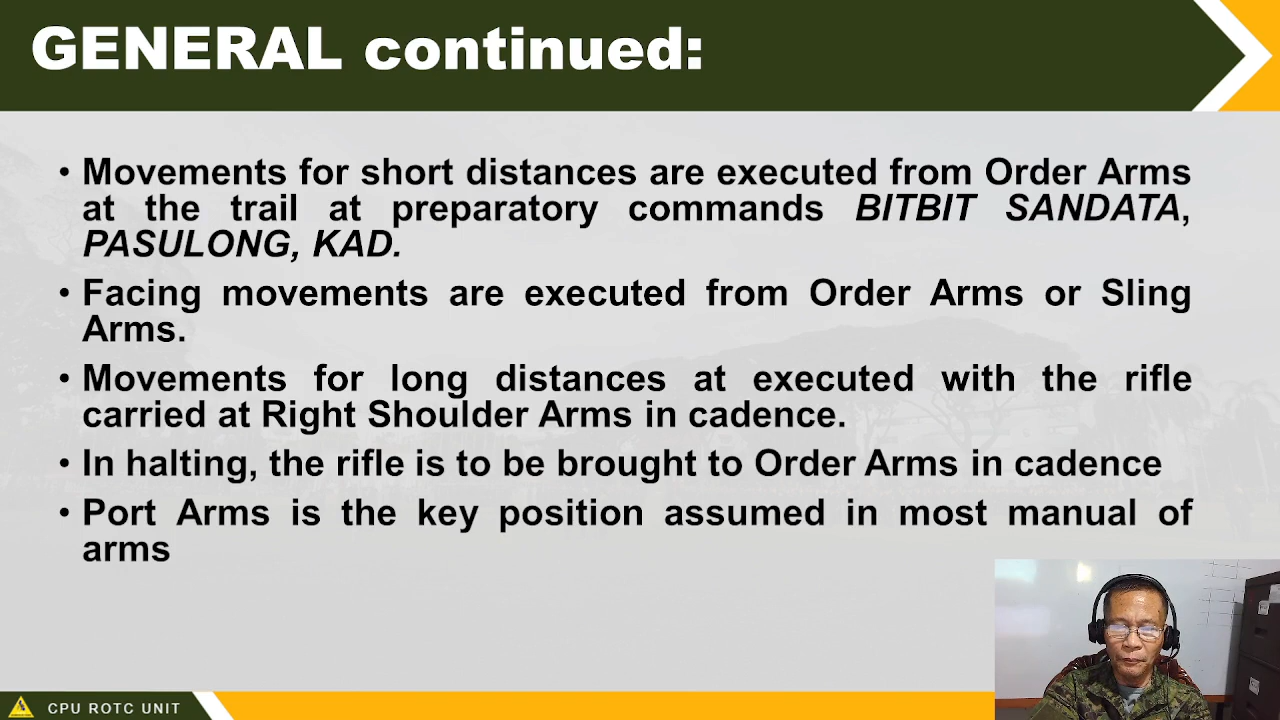 GENERAL continued:
• Movements for short distances are executed from Order Arms
at the trail at preparatory commands BITBIT SANDATA,
PASULONG, KAD.
• Facing movements are executed from Order Arms or Sling
Arms.
• Movements for long distances at executed with the rifle
carried at Right Shoulder Arms in cadence.
• In halting, the rifle is to be brought to Order Arms in cadence
• Port Arms is the key position assumed in most manual of
arms
CPU ROTC UNIT